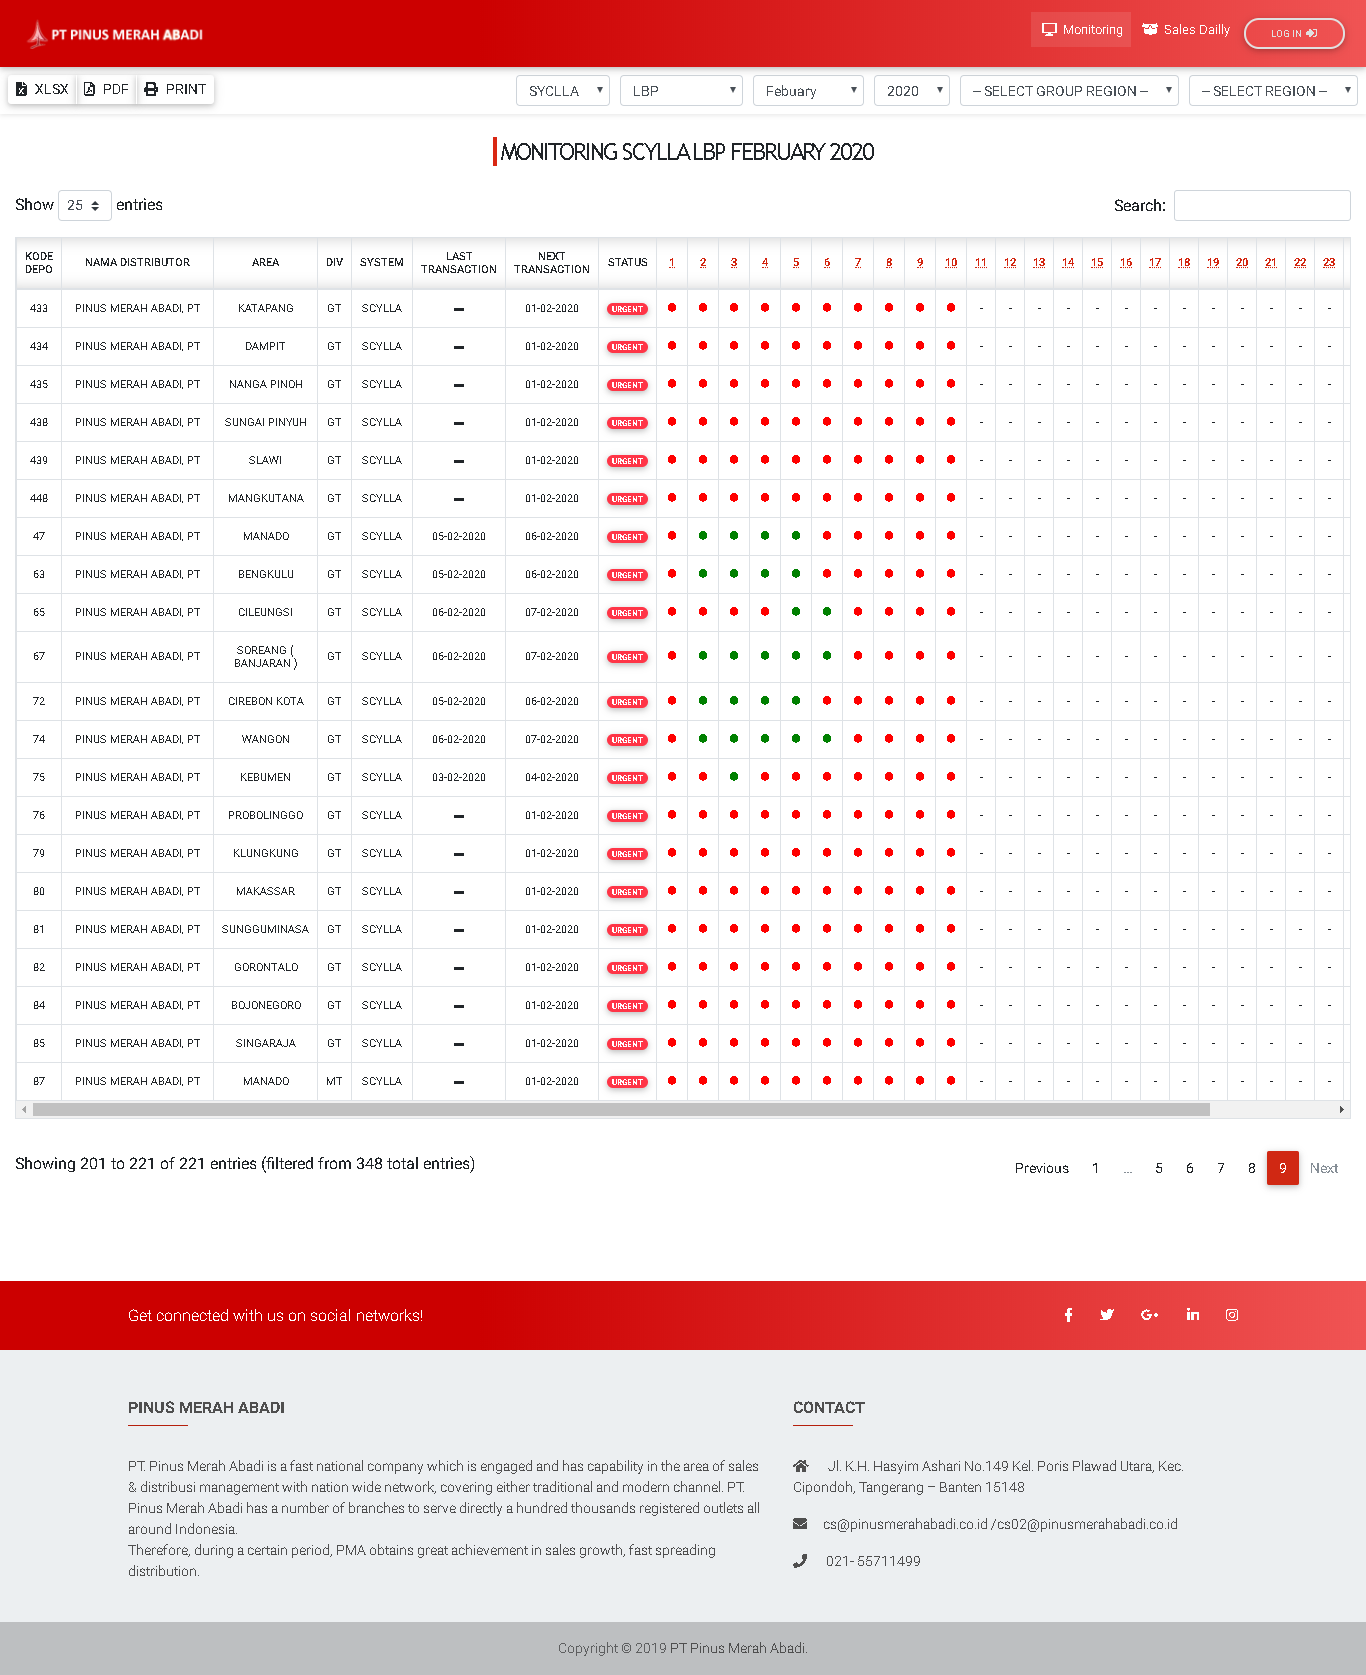 PT PINUS MERAH ABADI
Monitoring Sales Dailly LOG IN
XLSX PDF PRINT SYCLLA LBP Febuary 2020 -- SELECT GROUP REGION -- -- SELECT REGION --
MONITORING SCYLLA LBP FEBRUARY 2020
Show 25 entries Search:
KODE DEPO NAMA DISTRIBUTOR AREA DIV SYSTEM LAST TRANSACTION NEXT TRANSACTION STATUS 1 2 3 4 5 6 7 8 9 10 11 12 13 14 15 16 17 18 19 20 21 22 23
433 PINUS MERAH ABADI, PT KATAPANG GT SCYLLA - 01-02-2020 URGENT - - - - - - - - - - - - -
434 PINUS MERAH ABADI, PT DAMPIT GT SCYLLA - 01-02-2020 URGENT - - - - - - - - - - - - -
435 PINUS MERAH ABADI, PT NANGA PINOH GT SCYLLA - 01-02-2020 URGENT - - - - - - - - - - - - -
438 PINUS MERAH ABADI, PT SUNGAI PINYUH GT SCYLLA - 01-02-2020 URGENT - - - - - - - - - - - - -
439 PINUS MERAH ABADI, PT SLAWI GT SCYLLA - 01-02-2020 URGENT - - - - - - - - - - - - -
448 PINUS MERAH ABADI, PT MANGKUTANA GT SCYLLA - 01-02-2020 URGENT - - - - - - - - - - - - -
47 PINUS MERAH ABADI, PT MANADO GT SCYLLA 05-02-2020 06-02-2020 URGENT - - - - - - - - - - - - -
63 PINUS MERAH ABADI, PT BENGKULU GT SCYLLA 05-02-2020 06-02-2020 URGENT - - - - - - - - - - - - -
65 PINUS MERAH ABADI, PT CILEUNGSI GT SCYLLA 06-02-2020 07-02-2020 URGENT - - - - - - - - - - - - -
67 PINUS MERAH ABADI, PT SOREANG ( BANJARAN ) GT SCYLLA 06-02-2020 07-02-2020 URGENT - - - - - - - - - - - - -
72 PINUS MERAH ABADI, PT CIREBON KOTA GT SCYLLA 05-02-2020 06-02-2020 URGENT - - - - - - - - - - - - -
74 PINUS MERAH ABADI, PT WANGON GT SCYLLA 06-02-2020 07-02-2020 URGENT - - - - - - - - - - - - -
75 PINUS MERAH ABADI, PT KEBUMEN GT SCYLLA 03-02-2020 04-02-2020 URGENT - - - - - - - - - - - - -
76 PINUS MERAH ABADI, PT PROBOLINGGO GT SCYLLA - 01-02-2020 URGENT - - - - - - - - - - - - -
79 PINUS MERAH ABADI, PT KLUNGKUNG GT SCYLLA - 01-02-2020 URGENT - - - - - - - - - - - - -
80 PINUS MERAH ABADI, PT MAKASSAR GT SCYLLA - 01-02-2020 URGENT - - - - - - - - - - - - -
81 PINUS MERAH ABADI, PT SUNGGUMINASA GT SCYLLA - 01-02-2020 URGENT - - - - - - - - - - - - -
82 PINUS MERAH ABADI, PT GORONTALO GT SCYLLA - 01-02-2020 URGENT - - - - - - - - - - - - -
84 PINUS MERAH ABADI, PT BOJONEGORO GT SCYLLA - 01-02-2020 URGENT - - - - - - - - - - - - -
85 PINUS MERAH ABADI, PT SINGARAJA GT SCYLLA - 01-02-2020 URGENT - - - - - - - - - - - - -
87 PINUS MERAH ABADI, PT MANADO MT SCYLLA - 01-02-2020 URGENT - - - - - - - - - - - - -
Showing 201 to 221 of 221 entries (filtered from 348 total entries) Previous 1 ... 5 6 7 8 9 Next
Get connected with us on social networks!
PINUS MERAH ABADI
PT. Pinus Merah Abadi is a fast national company which is engaged and has capability in the area of sales
& distribusi management with nation wide network, covering either traditional and modern channel. PT.
Pinus Merah Abadi has a number of branches to serve directly a hundred thousands registered outlets all
around Indonesia.
Therefore, during a certain period, PMA obtains great achievement in sales growth, fast spreading
distribution.
CONTACT
Jl. K.H. Hasyim Ashari No.149 Kel. Poris Plawad Utara, Kec.
Cipondoh, Tangerang – Banten 15148
cs@pinusmerahabadi.co.id /cs02@pinusmerahabadi.co.id
021- 55711499
Copyright © 2019 PT Pinus Merah Abadi.